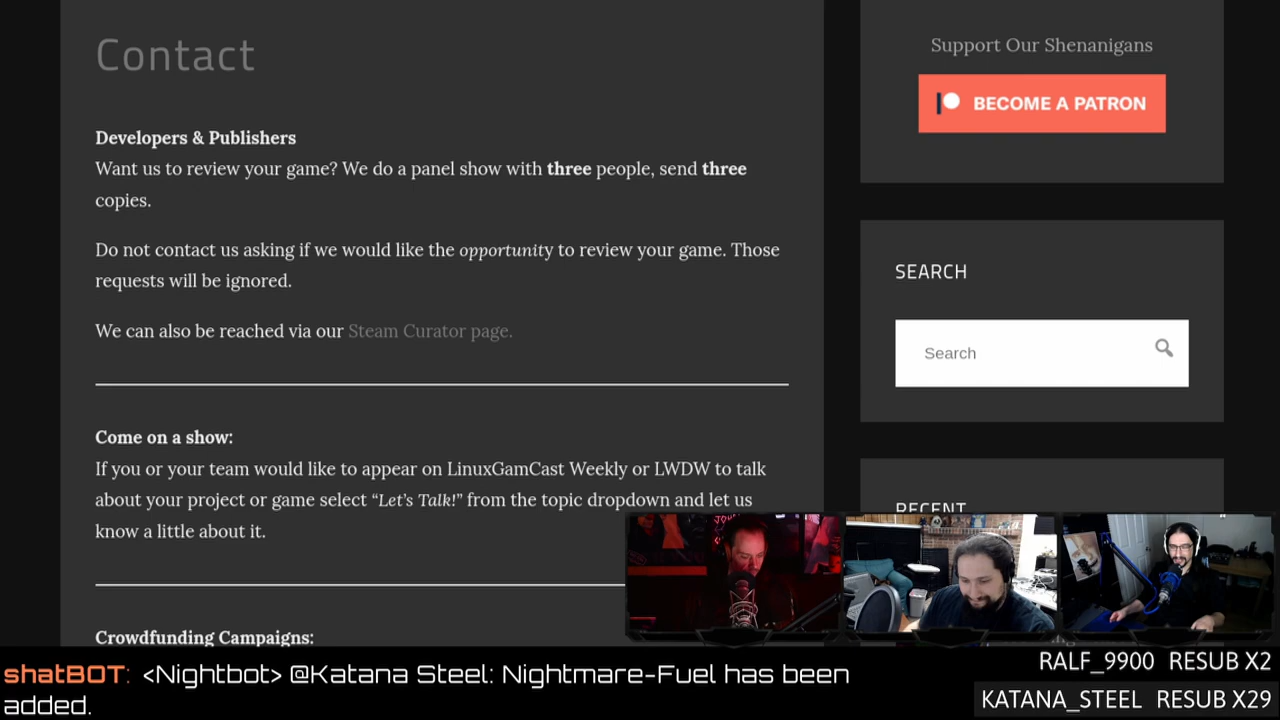 Contact
Developers & Publishers
Want us to review your game? We do a panel show with three people, send three
copies.
Do not contact us asking if we would like the opportunity to review your game. Those
requests will be ignored.
We can also be reached via our Steam Curator page.
Come on a show:
If you or your team would like to appear on LinuxGamCast Weekly or LWDW to talk
about your project or game select “Let’s Talk!” from the topic dropdown and let us
know a little about it.
Crowdfunding Campaigns:
Support Our Shenanigans
BECOME A PATRON
SEARCH
Search
RECENT
shatBOT: <Nightbot> @Katana Steel: Nightmare-Fuel has been
added.
RALF_9900 RESUB X2
KATANA_STEEL RESUB X29